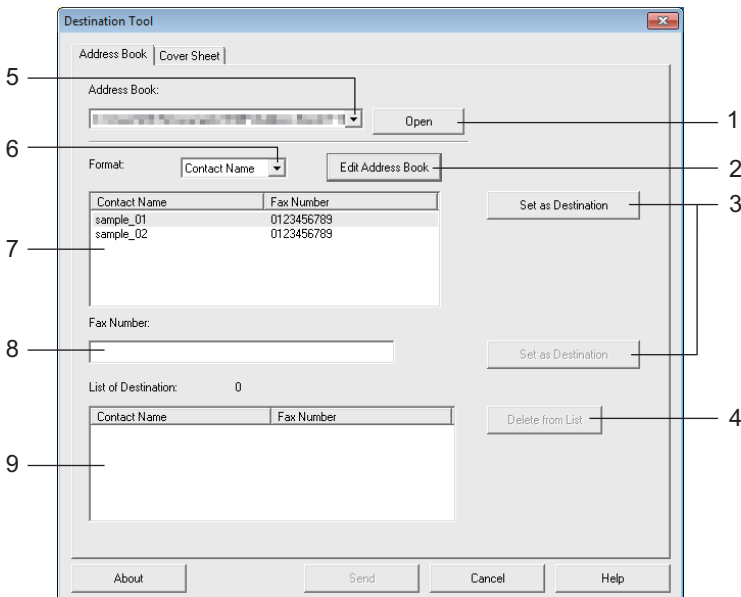 Destination Tool
Address Book Cover Sheet
5
Address Book:
Open 1
6
Format: Contact Name Edit Address Book 2
Contact Name Fax Number Set as Destination 3
sample_01 0123456789
sample_02 0123456789
7
Fax Number:
8 Set as Destination
List of Destination: 0
Contact Name Fax Number Delete from List 4
9
About Send Cancel Help